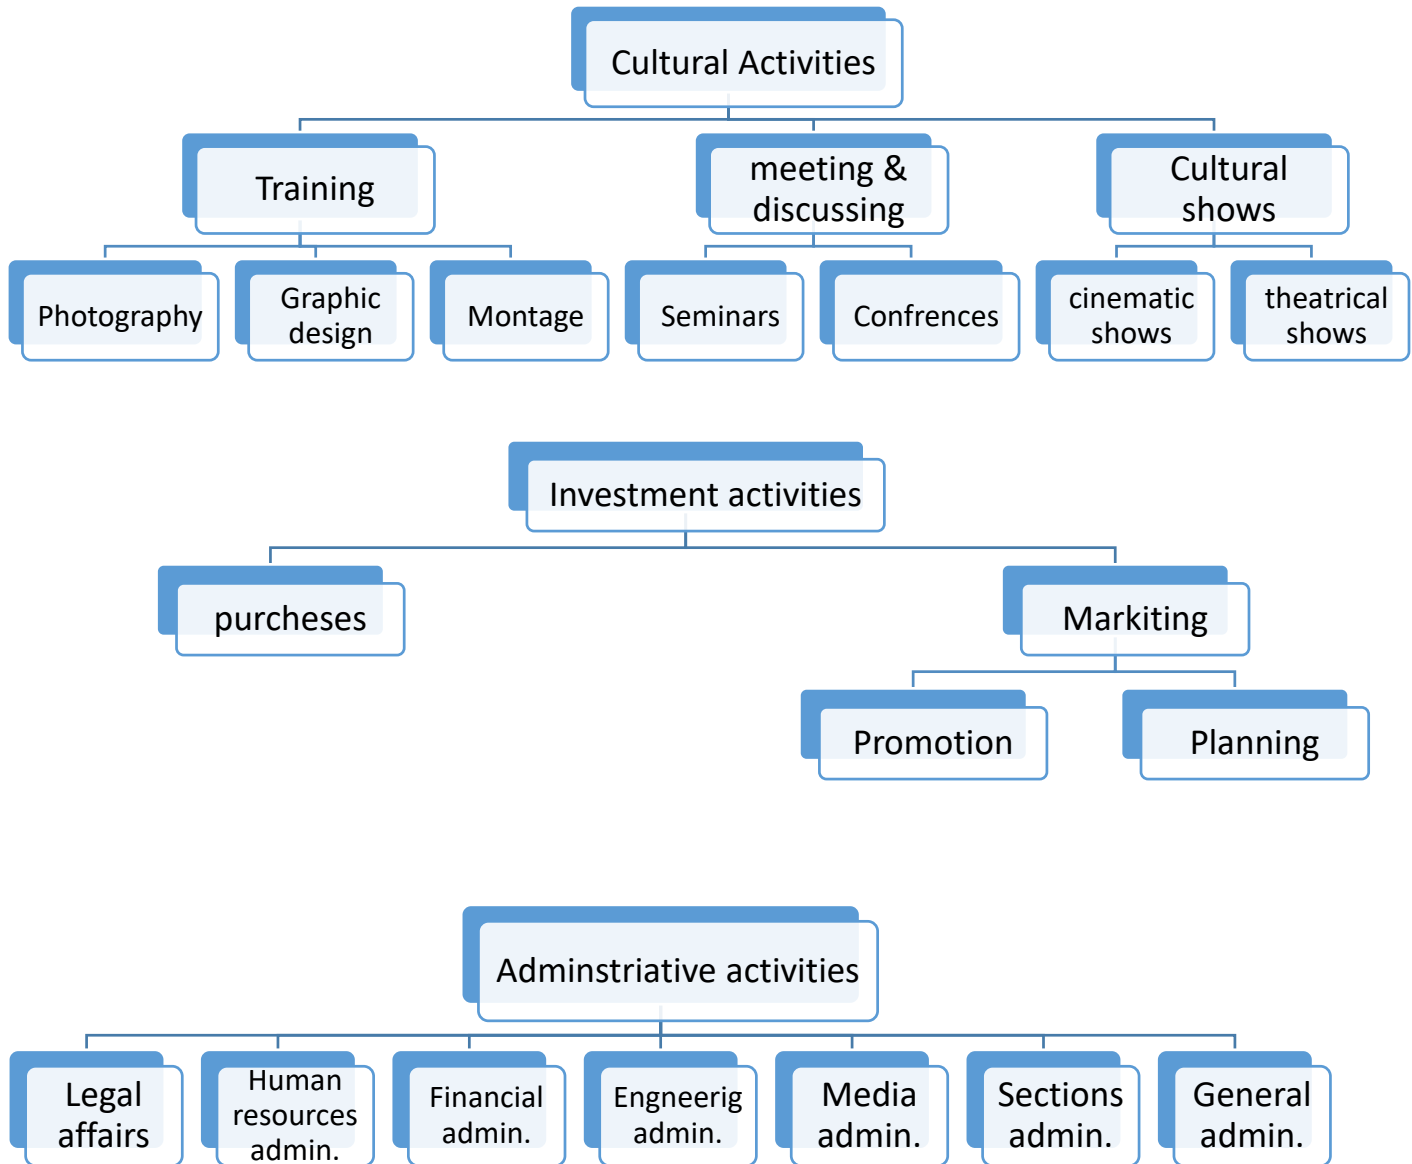 Cultural Activities
Training
meeting &
discussing
Cultural
shows
Photography
Graphic
design
Montage
Seminars
Confrences
cinematic
shows
theatrical
shows
Investment activities
purcheses
Markiting
Promotion
Planning
Adminstriative activities
Legal
affairs
Human
resources
admin.
Financial
admin.
Engneerig
admin.
Media
admin.
Sections
admin.
General
admin.